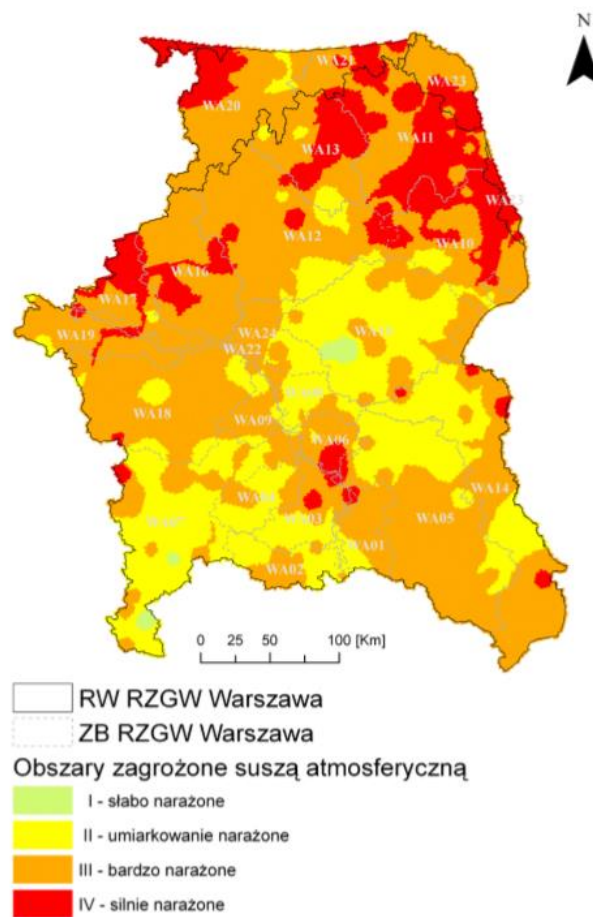 N
WA21
WA23
WA20
WA11
WA13
WA12
WA10
WA16
WA17
WA19
WA24
WA22
WA18
WA09
WA06
WA14
WA05
WA03
WA01
WA02
0 25 50 100 [Km]
RW RZGW Warszawa
ZB RZGW Warszawa
Obszary zagrożone suszą atmosferyczną
I - słabo narażone
II - umiarkowanie narażone
III - bardzo narażone
IV - silnie narażone